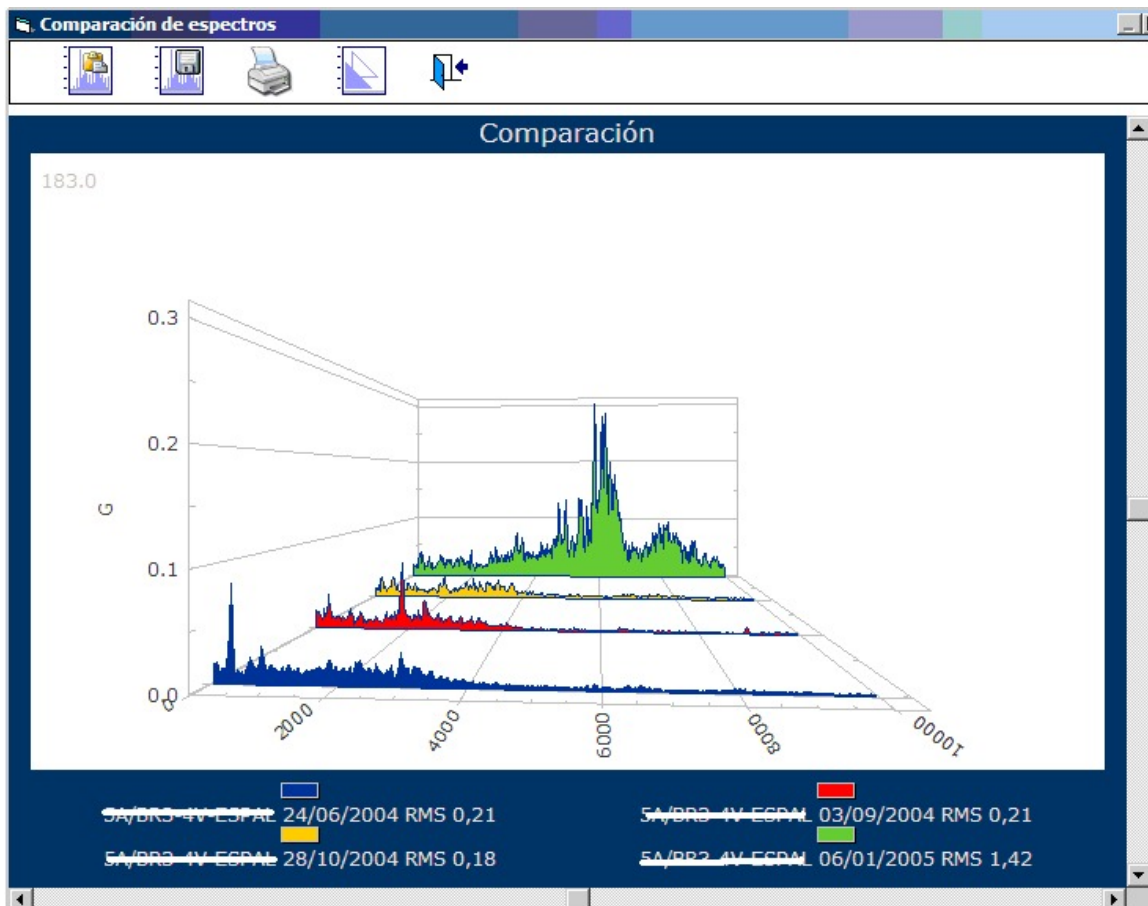 Comparación de espectros
Comparación
183.0
0.3
0.2
G
0.1
0.0
0
2000
4000
6000
8000
10000
24/06/2004 RMS 0,21
03/09/2004 RMS 0,21
28/10/2004 RMS 0,18
06/01/2005 RMS 1,42